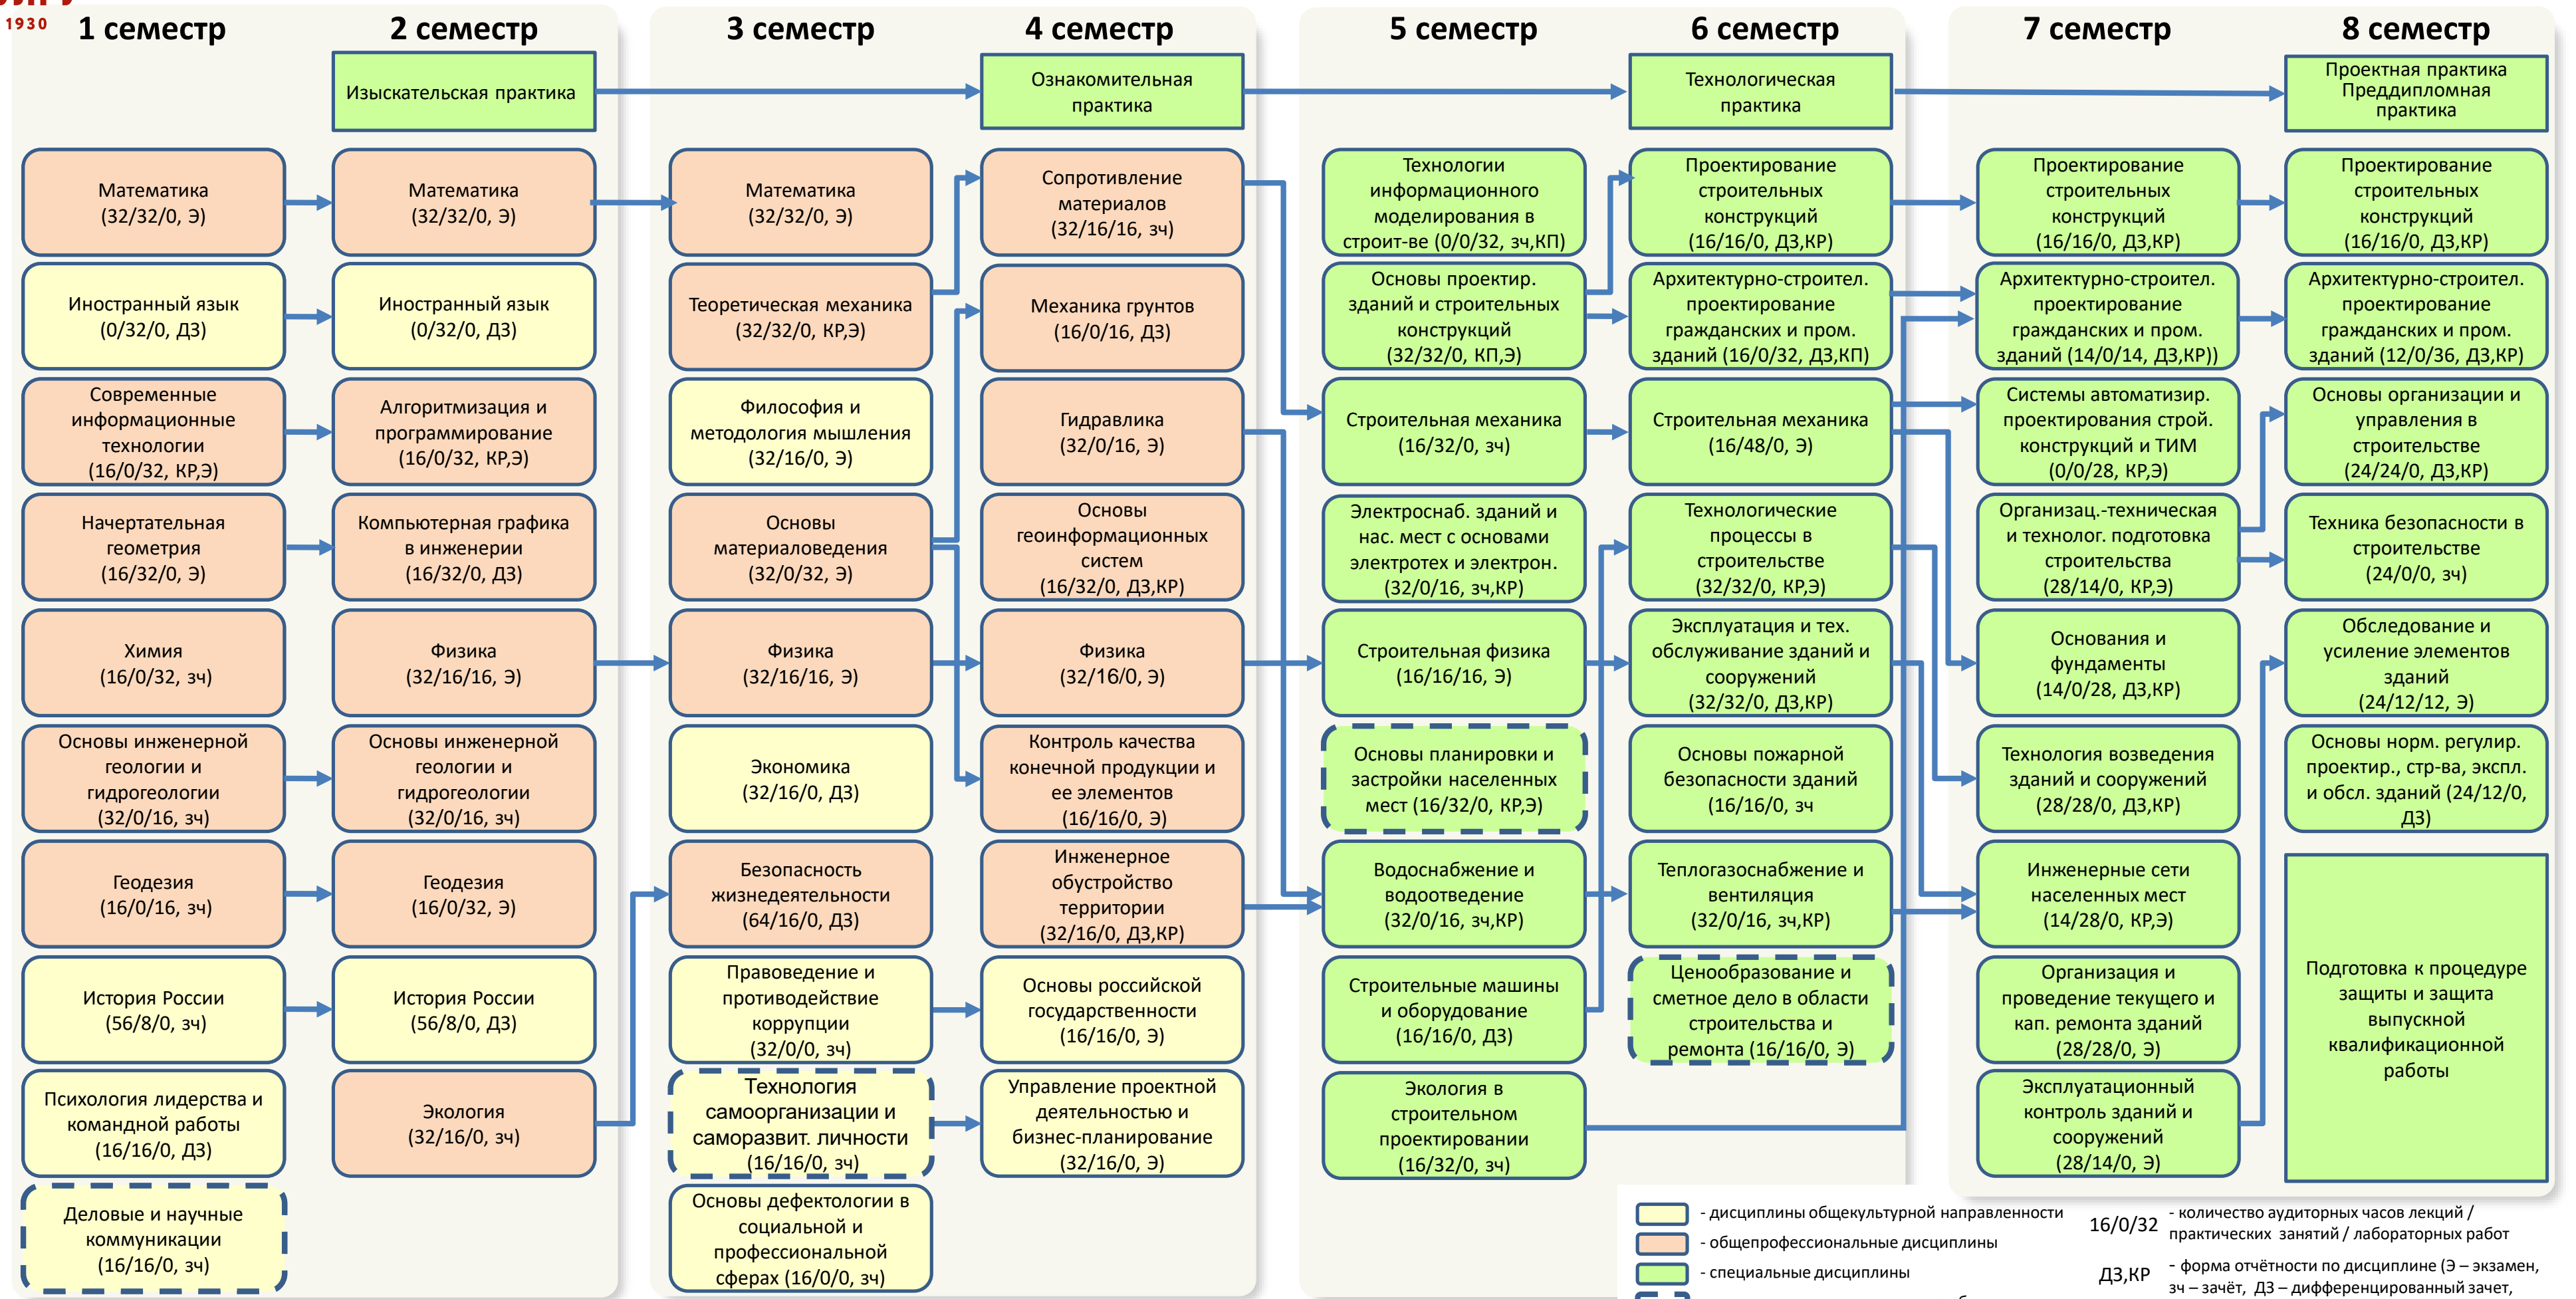 1930
1 семестр
2 семестр
3 семестр
4 семестр
5 семестр
6 семестр
7 семестр
8 семестр
Изыскательская практика
Ознакомительная
практика
Технологическая
практика
Проектная практика
Преддипломная
практика
Математика
(32/32/0, Э)
Иностранный язык
(0/32/0, ДЗ)
Современные
информационные
технологии
(16/0/32, КР,Э)
Начертательная
геометрия
(16/32/0, Э)
Химия
(16/0/32, зч)
Основы инженерной
геологии и
гидрогеологии
(32/0/16, зч)
Геодезия
(16/0/16, зч)
История России
(56/8/0, зч)
Психология лидерства и
командной работы
(16/16/0, ДЗ)
Деловые и научные
коммуникации
(16/16/0, зч)
Математика
(32/32/0, Э)
Иностранный язык
(0/32/0, ДЗ)
Алгоритмизация и
программирование
(16/0/32, КР,Э)
Компьютерная графика
в инженерии
(16/32/0, ДЗ)
Физика
(32/16/16, Э)
Основы инженерной
геологии и
гидрогеологии
(32/0/16, зч)
Геодезия
(16/0/32, Э)
История России
(56/8/0, ДЗ)
Экология
(32/16/0, зч)
Математика
(32/32/0, Э)
Теоретическая механика
(32/32/0, КР,Э)
Философия и
методология мышления
(32/16/0, Э)
Основы
материаловедения
(32/0/32, Э)
Физика
(32/16/16, Э)
Экономика
(32/16/0, ДЗ)
Безопасность
жизнедеятельности
(64/16/0, ДЗ)
Правоведение и
противодействие
коррупции
(32/0/0, зч)
Технология
самоорганизации и
саморазвит. личности
(16/16/0, зч)
Основы дефектологии в
социальной и
профессиональной
сферах (16/0/0, зч)
Сопротивление
материалов
(32/16/16, зч)
Механика грунтов
(16/0/16, ДЗ)
Гидравлика
(32/0/16, Э)
Основы
геоинформационных
систем
(16/32/0, ДЗ,КР)
Физика
(32/16/0, Э)
Контроль качества
конечной продукции и
ее элементов
(16/16/0, Э)
Инженерное
обустройство
территории
(32/16/0, ДЗ,КР)
Основы российской
государственности
(16/16/0, Э)
Управление проектной
деятельностью и
бизнес-планирование
(32/16/0, Э)
Технологии
информационного
моделирования в
строит-ве (0/0/32, зч,КП)
Основы проектир.
зданий и строительных
конструкций
(32/32/0, КП,Э)
Строительная механика
(16/32/0, зч)
Электроснаб. зданий и
нас. мест с основами
электротех и электрон.
(32/0/16, зч,КР)
Строительная физика
(16/16/16, Э)
Основы планировки и
застройки населенных
мест (16/32/0, КР,Э)
Водоснабжение и
водоотведение
(32/0/16, зч,КР)
Строительные машины
и оборудование
(16/16/0, ДЗ)
Экология в
строительном
проектировании
(16/32/0, зч)
Проектирование
строительных
конструкций
(16/16/0, ДЗ,КР)
Архитектурно-строител.
проектирование
гражданских и пром.
зданий (16/0/32, ДЗ,КП)
Строительная механика
(16/48/0, Э)
Технологические
процессы в
строительстве
(32/32/0, КР,Э)
Эксплуатация и тех.
обслуживание зданий и
сооружений
(32/32/0, ДЗ,КР)
Основы пожарной
безопасности зданий
(16/16/0, зч
Теплогазоснабжение и
вентиляция
(32/0/16, зч,КР)
Ценообразование и
сметное дело в области
строительства и
ремонта (16/16/0, Э)
Проектирование
строительных
конструкций
(16/16/0, ДЗ,КР)
Архитектурно-строител.
проектирование
гражданских и пром.
зданий (14/0/14, ДЗ,КР))
Системы автоматизир.
проектирования строй.
конструкций и ТИМ
(0/0/28, КР,Э)
Организац.-техническая
и технолог. подготовка
строительства
(28/14/0, КР,Э)
Основания и
фундаменты
(14/0/28, ДЗ,КР)
Технология возведения
зданий и сооружений
(28/28/0, ДЗ,КР)
Инженерные сети
населенных мест
(14/28/0, КР,Э)
Организация и
проведение текущего и
кап. ремонта зданий
(28/28/0, Э)
Эксплуатационный
контроль зданий и
сооружений
(28/14/0, Э)
Проектирование
строительных
конструкций
(16/16/0, ДЗ,КР)
Архитектурно-строител.
проектирование
гражданских и пром.
зданий (12/0/36, ДЗ,КР)
Основы организации и
управления в
строительстве
(24/24/0, ДЗ,КР)
Техника безопасности в
строительстве
(24/0/0, зч)
Обследование и
усиление элементов
зданий
(24/12/12, Э)
Основы норм. регулир.
проектир., стр-ва, экспл.
и обсл. зданий (24/12/0,
ДЗ)
Подготовка к процедуре
защиты и защита
выпускной
квалификационной
работы
- дисциплины общекультурной направленности
- общепрофессиональные дисциплины
- специальные дисциплины
16/0/32
- количество аудиторных часов лекций /
практических занятий / лабораторных работ
ДЗ,КР
- форма отчётности по дисциплине (Э – экзамен,
зч – зачёт, ДЗ – дифференцированный зачет,